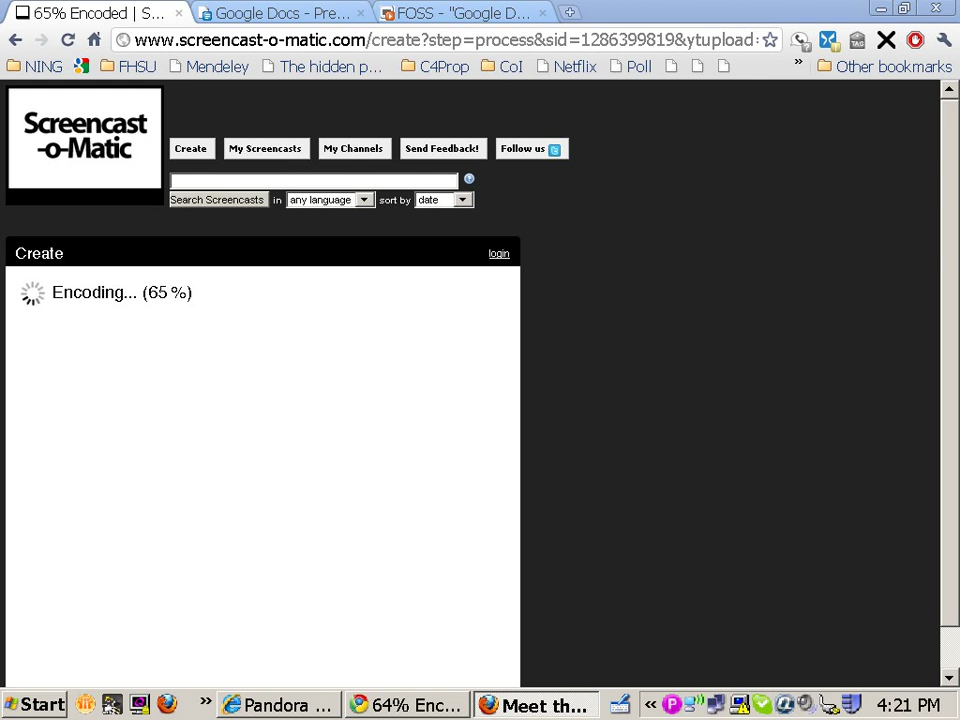 65% Encoded | S...
Google Docs - Pre...
FOSS - "Google D...
www.screencast-o-matic.com/create?step=process&sid=1286399819&ytupload=
NING
FHSU
Mendeley
The hidden p...
C4Prop
CoI
Netflix
Poll
»
Other bookmarks
Screencast
-o-Matic
Create
My Screencasts
My Channels
Send Feedback!
Follow us
Search Screencasts in any language sort by date
Create
login
Encoding... (65 %)
Start
»
Pandora ...
64% Enc...
Meet th...
«
4:21 PM